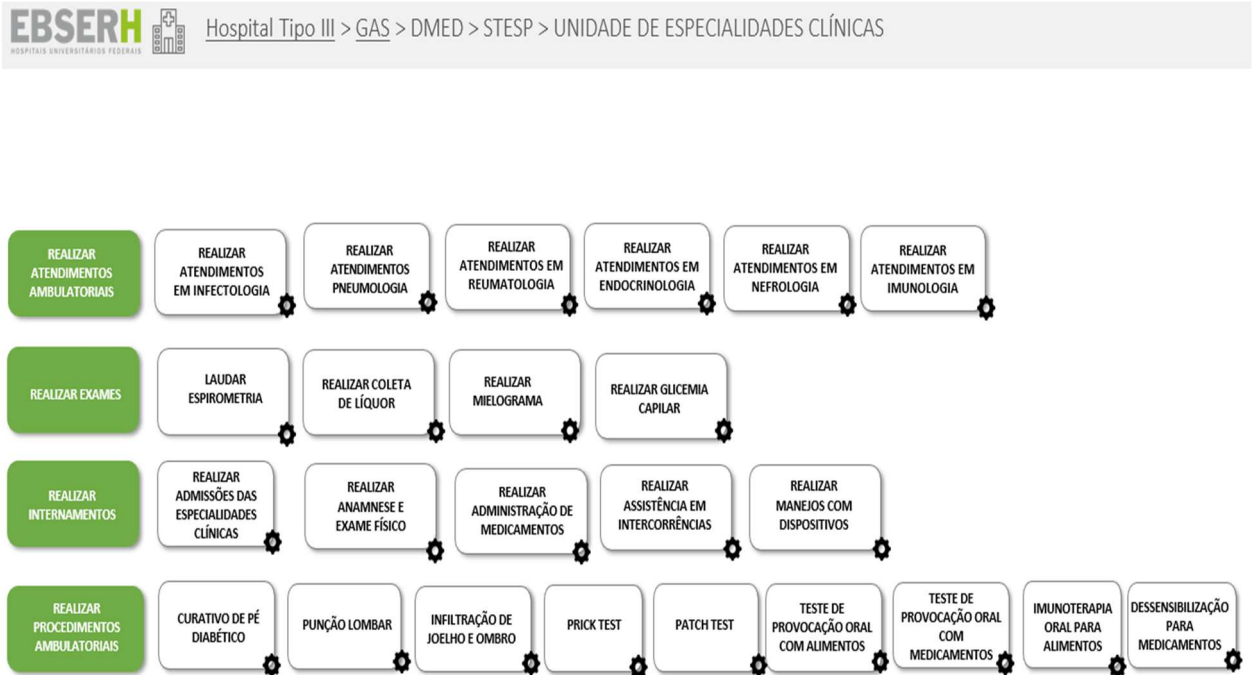 EBSERH
HOSPITAIS UNIVERSITÁRIOS FEDERAIS
Hospital Tipo III > GAS > DMED > STESP > UNIDADE DE ESPECIALIDADES CLÍNICAS
REALIZAR
ATENDIMENTOS
AMBULATORIAIS
REALIZAR
ATENDIMENTOS
EM INFECTOLOGIA
REALIZAR
ATENDIMENTOS
PNEUMOLOGIA
REALIZAR
ATENDIMENTOS EM
REUMATOLOGIA
REALIZAR
ATENDIMENTOS EM
ENDOCRINOLOGIA
REALIZAR
ATENDIMENTOS EM
NEFROLOGIA
REALIZAR
ATENDIMENTOS EM
IMUNOLOGIA
REALIZAR EXAMES
LAUDAR
ESPIROMETRIA
REALIZAR COLETA
DE LÍQUOR
REALIZAR
MIELOGRAMA
REALIZAR GLICEMIA
CAPILAR
REALIZAR
INTERNAMENTOS
REALIZAR
ADMISSÕES DAS
ESPECIALIDADES
CLÍNICAS
REALIZAR
ANAMNESE E
EXAME FÍSICO
REALIZAR
ADMINISTRAÇÃO DE
MEDICAMENTOS
REALIZAR
ASSISTÊNCIA EM
INTERCORRÊNCIAS
REALIZAR
MANEJOS COM
DISPOSITIVOS
REALIZAR
PROCEDIMENTOS
AMBULATORIAIS
CURATIVO DE PÉ
DIABÉTICO
PUNÇÃO LOMBAR
INFILTRAÇÃO DE
JOELHO E OMBRO
PRICK TEST
PATCH TEST
TESTE DE
PROVOCAÇÃO ORAL
COM ALIMENTOS
TESTE DE
PROVOCAÇÃO ORAL
COM
MEDICAMENTOS
IMUNOTERAPIA
ORAL PARA
ALIMENTOS
DESSENSIBILIZAÇÃO
PARA
MEDICAMENTOS